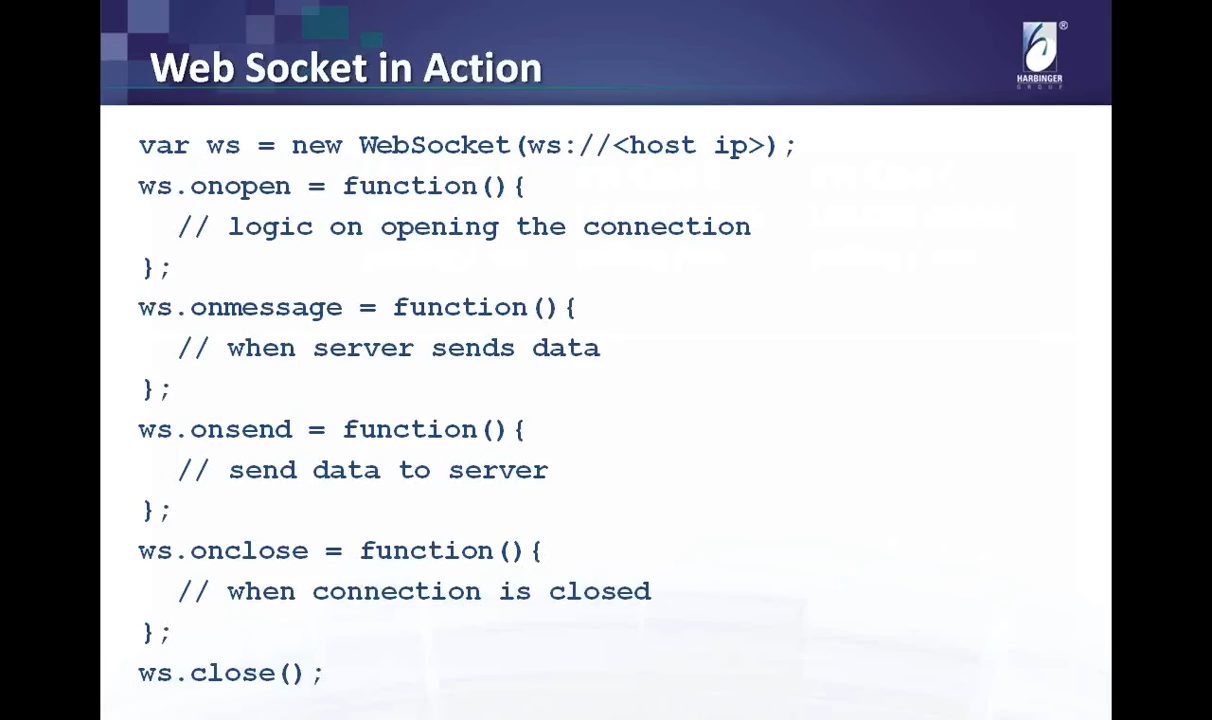 Web Socket in Action
HARBINGER
GROUP
var ws = new WebSocket(ws://<host ip>);
ws.onopen = function(){
// logic on opening the connection
};
ws.onmessage = function(){
// when server sends data
};
ws.onsend = function(){
// send data to server
};
ws.onclose = function(){
// when connection is closed
};
ws.close();